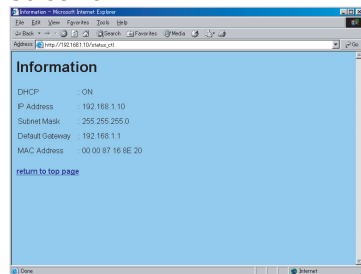 Information - Microsoft Internet Explorer
File Edit View Favorites Tools Help
Back Search Favorites Media
Address http://192.168.1.10/status_ctl Go
Information
DHCP : ON
IP Address : 192.168.1.10
Subnet Mask : 255.255.255.0
Default Gateway : 192.168.1.1
MAC Address : 00 00 87 16 8E 20
return to top page
Done Internet